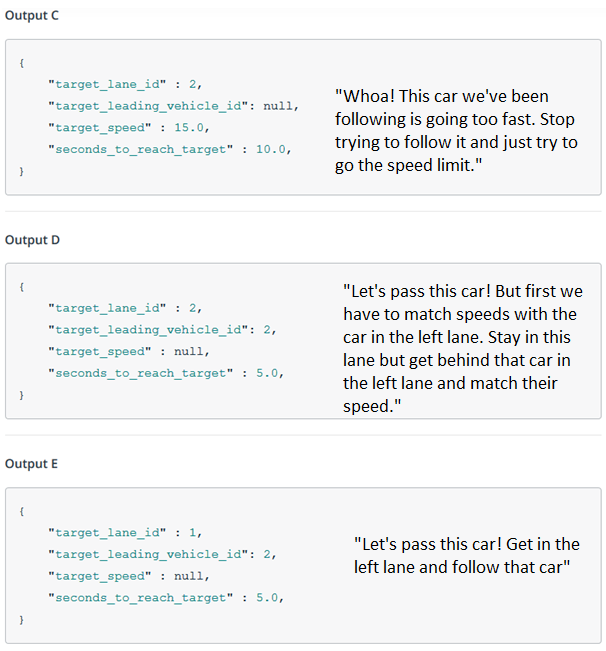 Output C
{
"target_lane_id" : 2,
"target_leading_vehicle_id": null,
"target_speed" : 15.0,
"seconds_to_reach_target" : 10.0,
}
"Whoa! This car we've been
following is going too fast. Stop
trying to follow it and just try to
go the speed limit."
Output D
{
"target_lane_id" : 2,
"target_leading_vehicle_id": 2,
"target_speed" : null,
"seconds_to_reach_target" : 5.0,
}
"Let's pass this car! But first we
have to match speeds with the
car in the left lane. Stay in this
lane but get behind that car in
the left lane and match their
speed."
Output E
{
"target_lane_id" : 1,
"target_leading_vehicle_id": 2,
"target_speed" : null,
"seconds_to_reach_target" : 5.0,
}
"Let's pass this car! Get in the
left lane and follow that car"